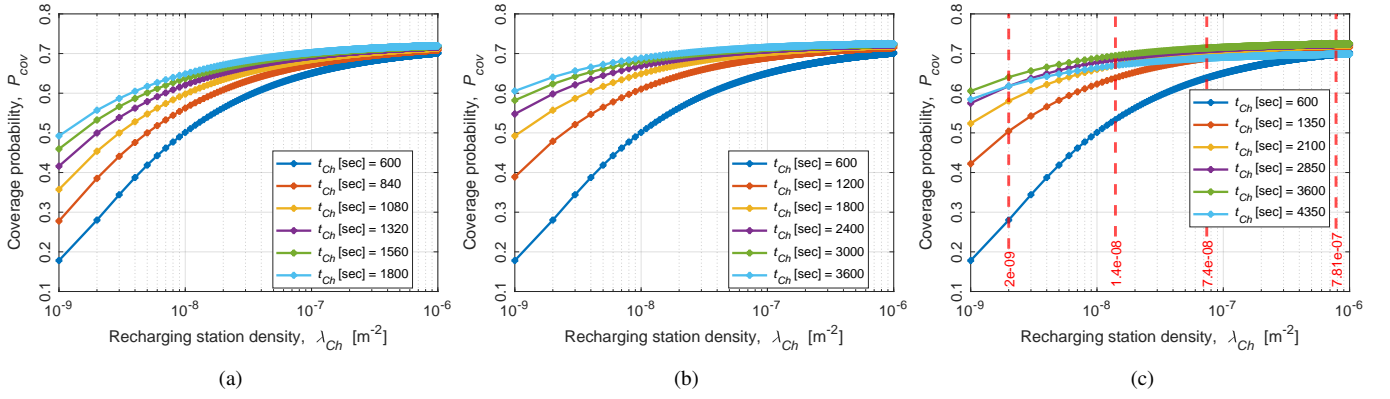 0.8
0.7
0.6
0.5
0.4
0.3
0.2
0.1
Coverage probability, P_cov
t_Ch [sec] = 600
t_Ch [sec] = 840
t_Ch [sec] = 1080
t_Ch [sec] = 1320
t_Ch [sec] = 1560
t_Ch [sec] = 1800
10^-9
10^-8
10^-7
10^-6
Recharging station density, λ_Ch [m^-2]
(a)
0.8
0.7
0.6
0.5
0.4
0.3
0.2
0.1
Coverage probability, P_cov
t_Ch [sec] = 600
t_Ch [sec] = 1200
t_Ch [sec] = 1800
t_Ch [sec] = 2400
t_Ch [sec] = 3000
t_Ch [sec] = 3600
10^-9
10^-8
10^-7
10^-6
Recharging station density, λ_Ch [m^-2]
(b)
0.8
0.7
0.6
0.5
0.4
0.3
0.2
0.1
Coverage probability, P_cov
t_Ch [sec] = 600
t_Ch [sec] = 1350
t_Ch [sec] = 2100
t_Ch [sec] = 2850
t_Ch [sec] = 3600
t_Ch [sec] = 4350
2e-09
1.4e-08
7.4e-08
7.81e-07
10^-9
10^-8
10^-7
10^-6
Recharging station density, λ_Ch [m^-2]
(c)